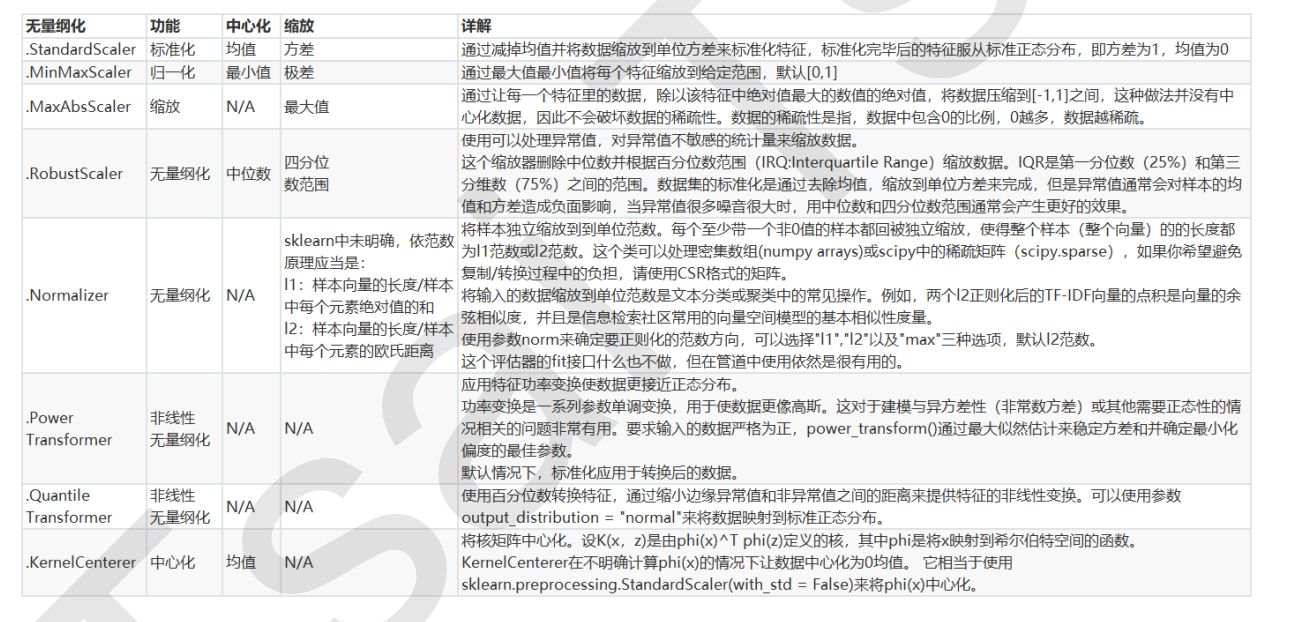 无量纲化 功能 中心化 缩放 详解
.StandardScaler 标准化 均值 方差 通过减掉均值并将数据缩放到单位方差来标准化特征，标准化完毕后的特征服从标准正态分布，即方差为1，均值为0
.MinMaxScaler 归一化 最小值 极差 通过最大值最小值将每个特征缩放到给定范围，默认[0,1]
.MaxAbsScaler 缩放 N/A 最大值
通过让每一个特征里的数据，除以该特征中绝对值最大的数值的绝对值，将数据压缩到[-1,1]之间，这种做法并没有中
心化数据，因此不会破坏数据的稀疏性。数据的稀疏性是指，数据中包含0的比例，0越多，数据越稀疏。
.RobustScaler 无量纲化 中位数
四分位
数范围
使用可以处理异常值，对异常值不敏感的统计量来缩放数据。
这个缩放器删除中位数并根据百分位数范围（IRQ:Interquartile Range）缩放数据。IQR是第一分位数（25%）和第三
分维数（75%）之间的范围。数据集的标准化是通过去除均值，缩放到单位方差来完成，但是异常值通常会对样本的均
值和方差造成负面影响，当异常值很多噪音很大时，用中位数和四分位数范围通常会产生更好的效果。
.Normalizer 无量纲化 N/A
sklearn中未明确，依范数
原理应当是：
l1：样本向量的长度/样本
中每个元素绝对值的和
l2：样本向量的长度/样本
中每个元素的欧氏距离
将样本独立缩放到到单位范数。每个至少带一个非0值的样本都回被独立缩放，使得整个样本（整个向量）的的长度都
为l1范数或l2范数。这个类可以处理密集数组(numpy arrays)或scipy中的稀疏矩阵（scipy.sparse），如果你希望避免
复制/转换过程中的负担，请使用CSR格式的矩阵。
将输入的数据缩放到单位范数是文本分类或聚类中的常见操作。例如，两个l2正则化后的TF-IDF向量的点积是向量的余
弦相似度，并且是信息检索社区常用的向量空间模型的基本相似性度量。
使用参数norm来确定要正则化的范数方向，可以选择"l1","l2"以及"max"三种选项，默认l2范数。
这个评估器的fit接口什么也不做，但在管道中使用依然是很有用的。
.Power
Transformer
非线性
无量纲化
N/A N/A
应用特征功率变换使数据更接近正态分布。
功率变换是一系列参数单调变换，用于使数据更像高斯。这对于建模与异方差性（非常数方差）或其他需要正态性的情
况相关的问题非常有用。要求输入的数据严格为正，power_transform()通过最大似然估计来稳定方差和并确定最小化
偏度的最佳参数。
默认情况下，标准化应用于转换后的数据。
.Quantile
Transformer
非线性
无量纲化
N/A N/A
使用百分位数转换特征，通过缩小边缘异常值和非异常值之间的距离来提供特征的非线性变换。可以使用参数
output_distribution = "normal"来将数据映射到标准正态分布。
.KernelCenterer 中心化 均值 N/A
将核矩阵中心化。设K(x，z)是由phi(x)^T phi(z)定义的核，其中phi是将x映射到希尔伯特空间的函数。
KernelCenterer在不明确计算phi(x)的情况下让数据中心化为0均值。 它相当于使用
sklearn.preprocessing.StandardScaler(with_std = False)来将phi(x)中心化。